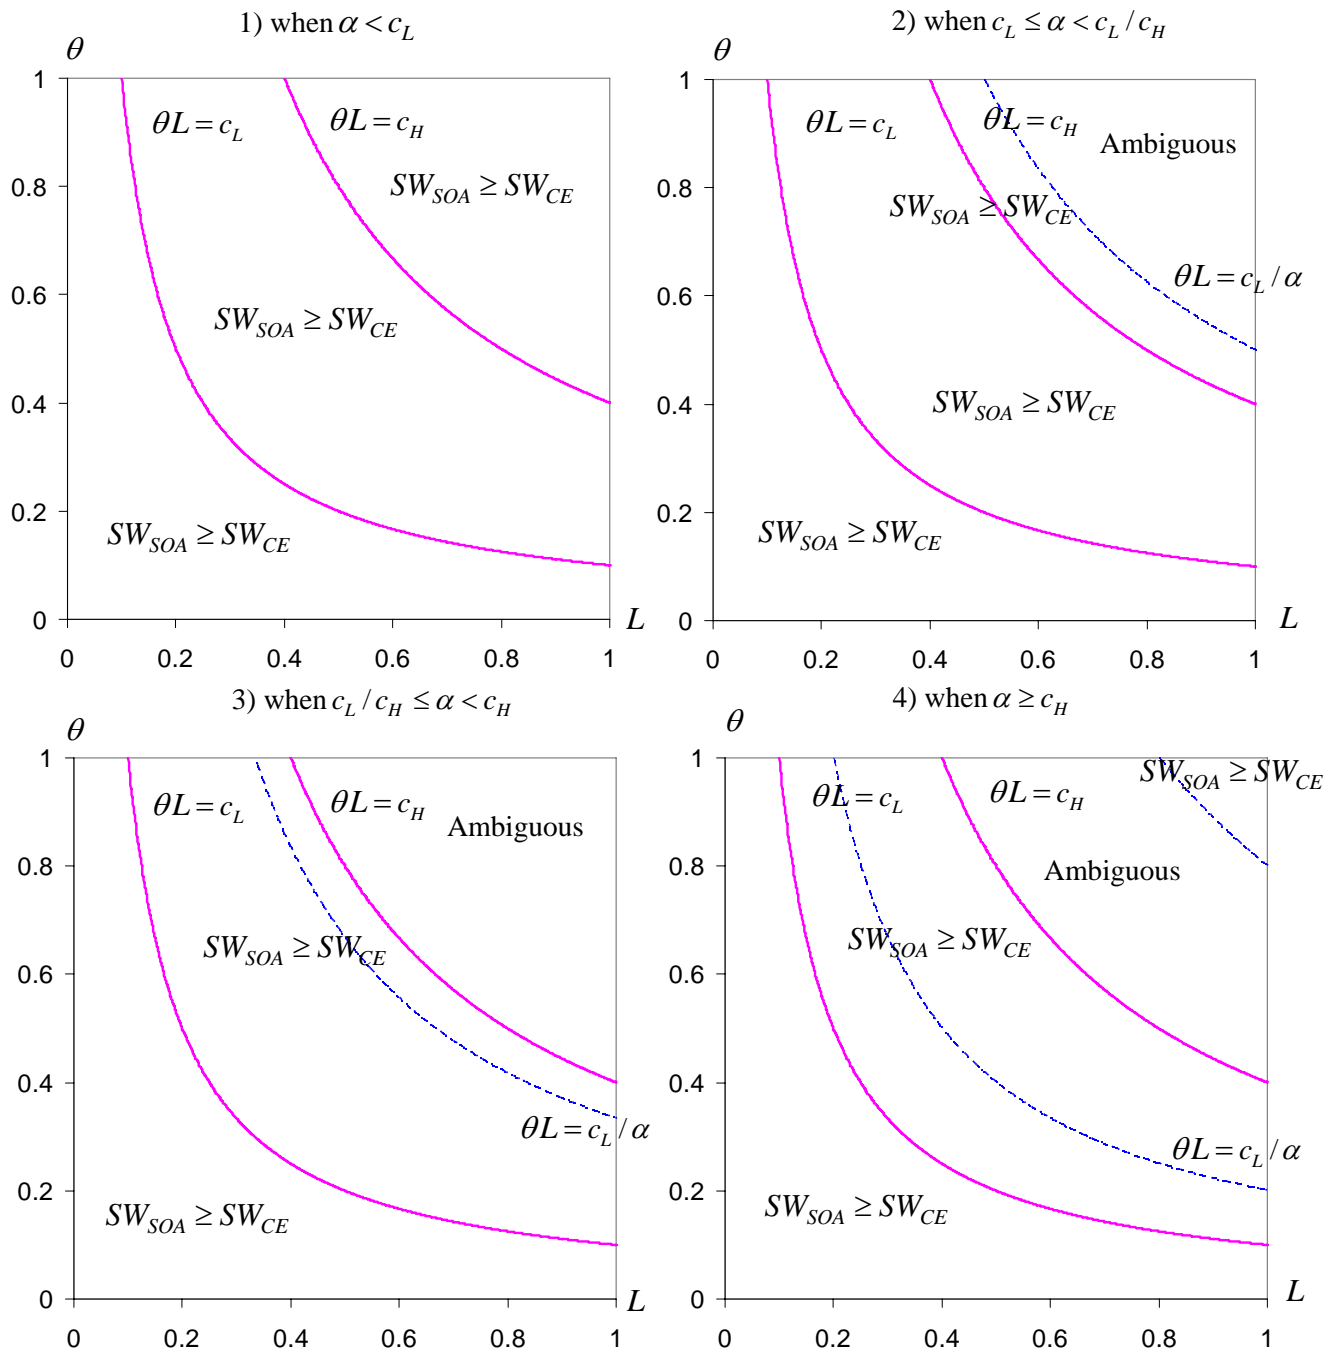 1) when α < c_L
θ
1
θL = c_L
θL = c_H
0.8
SW_SOA ≥ SW_CE
0.6
SW_SOA ≥ SW_CE
0.4
0.2
SW_SOA ≥ SW_CE
0
L
0 0.2 0.4 0.6 0.8 1
2) when c_L ≤ α < c_L / c_H
θ
1
θL = c_L
θL = c_H
Ambiguous
0.8
SW_SOA ≥ SW_CE
θL = c_L / α
0.6
0.4
SW_SOA ≥ SW_CE
0.2
SW_SOA ≥ SW_CE
0
L
0 0.2 0.4 0.6 0.8 1
3) when c_L / c_H ≤ α < c_H
θ
1
θL = c_L
θL = c_H
Ambiguous
0.8
SW_SOA ≥ SW_CE
0.6
0.4
θL = c_L / α
0.2
SW_SOA ≥ SW_CE
0
L
0 0.2 0.4 0.6 0.8 1
4) when α ≥ c_H
θ
1
SW_SOA ≥ SW_CE
θL = c_L
θL = c_H
0.8
Ambiguous
SW_SOA ≥ SW_CE
0.6
0.4
θL = c_L / α
0.2
SW_SOA ≥ SW_CE
0
L
0 0.2 0.4 0.6 0.8 1